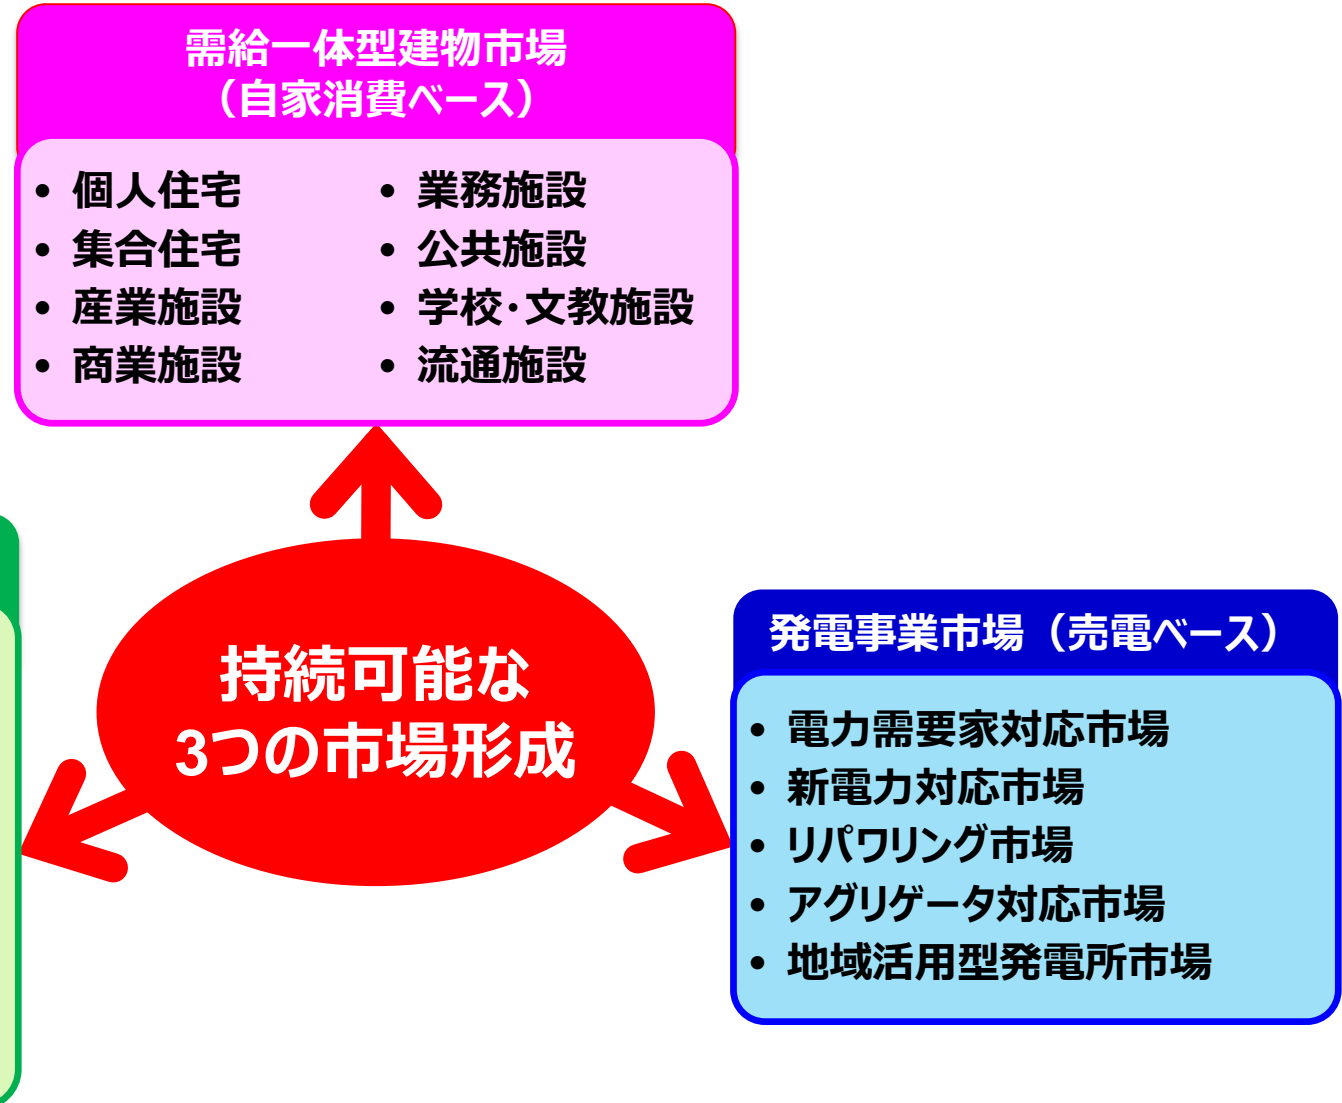 需給一体型建物市場
（自家消費ベース）
• 個人住宅
• 集合住宅
• 産業施設
• 商業施設
• 業務施設
• 公共施設
• 学校・文教施設
• 流通施設
持続可能な
3つの市場形成
発電事業市場（売電ベース）
• 電力需要家対応市場
• 新電力対応市場
• リパワリング市場
• アグリゲータ対応市場
• 地域活用型発電所市場